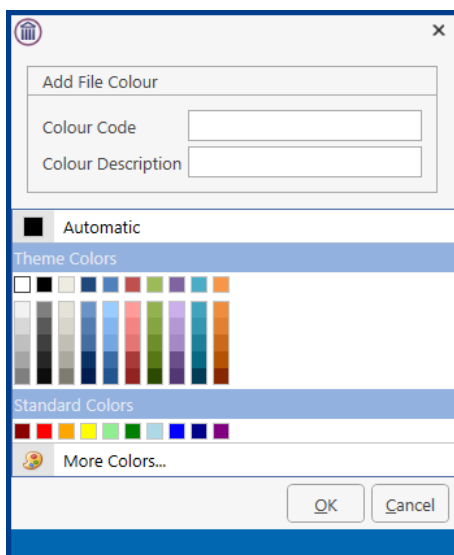 Add File Colour
Colour Code
Colour Description
Automatic
Theme Colors
Standard Colors
More Colors...
OK Cancel